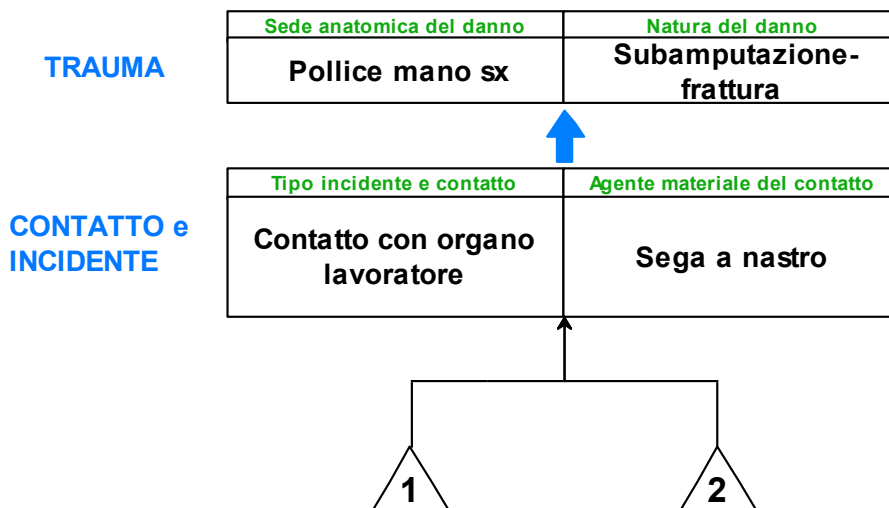 Sede anatomica del danno
Natura del danno
TRAUMA
Pollice mano sx
Subamputazione-
frattura
Tipo incidente e contatto
Agente materiale del contatto
CONTATTO e
INCIDENTE
Contatto con organo
lavoratore
Sega a nastro
1
2